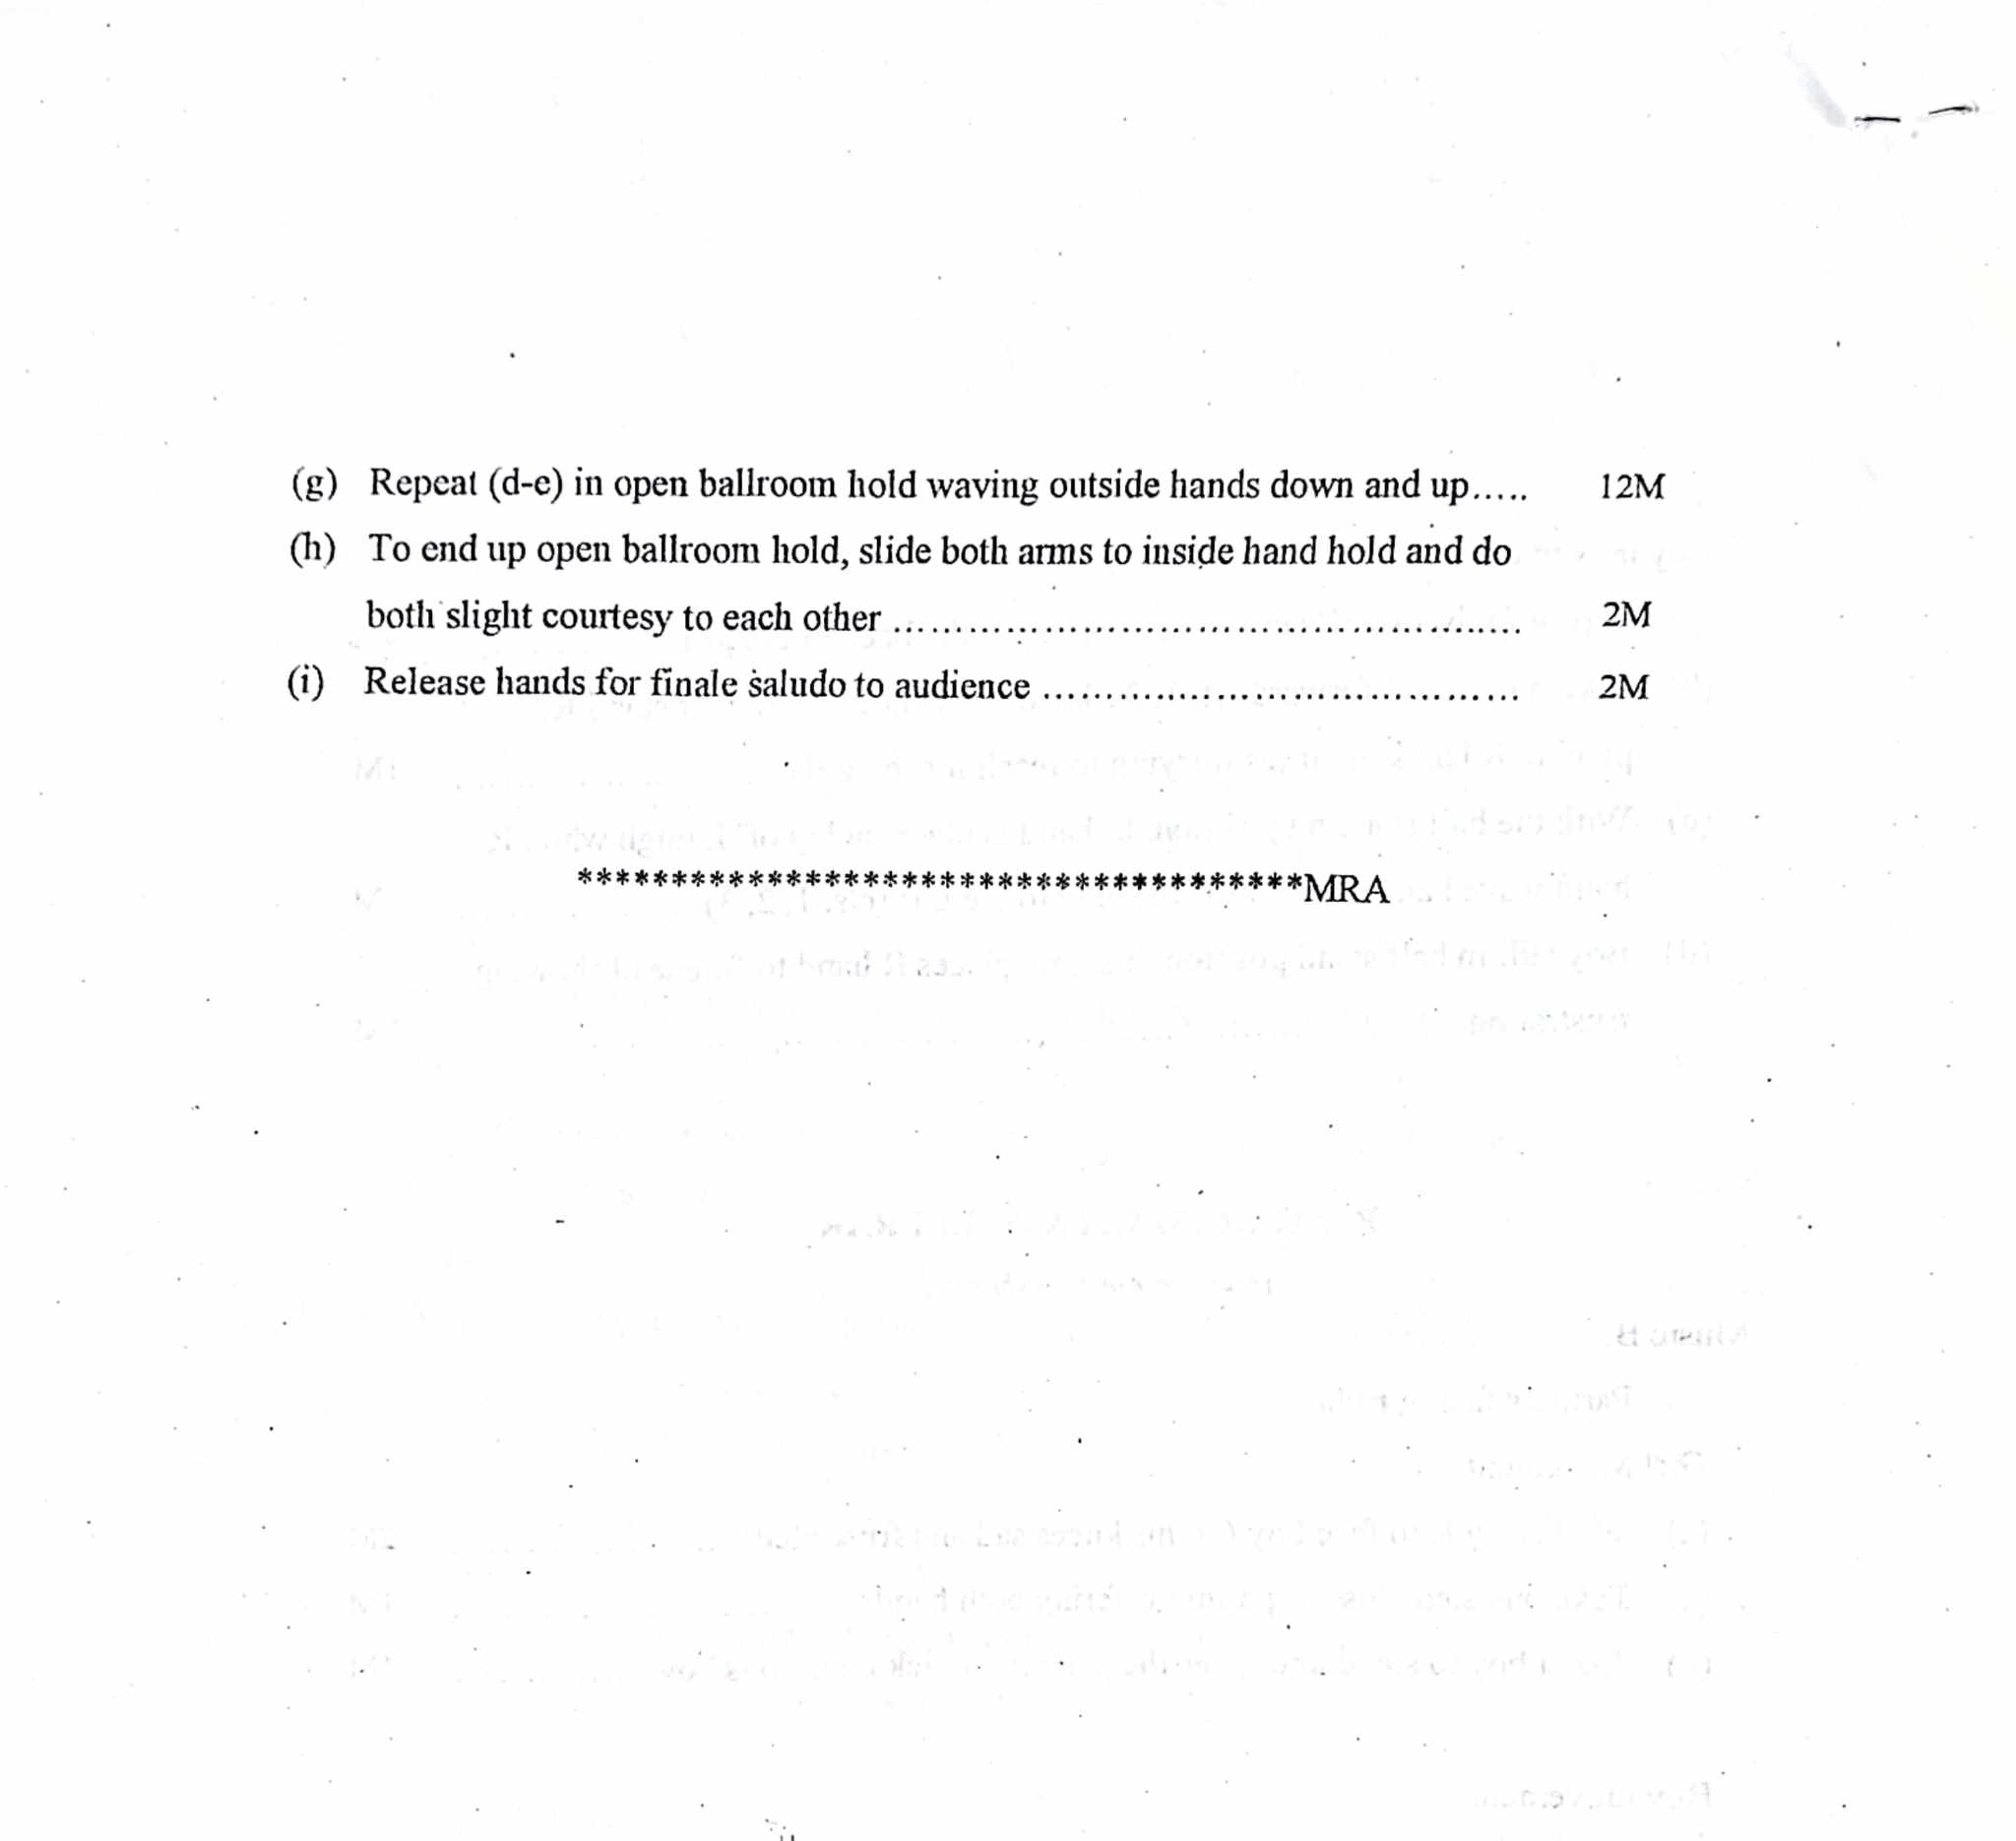 (g) Repeat (d-e) in open ballroom hold waving outside hands down and up..... 12M
(h) To end up open ballroom hold, slide both arms to inside hand hold and do
both slight courtesy to each other .................................................. 2M
(i) Release hands for finale saludo to audience ...................................... 2M
**************************************MRA